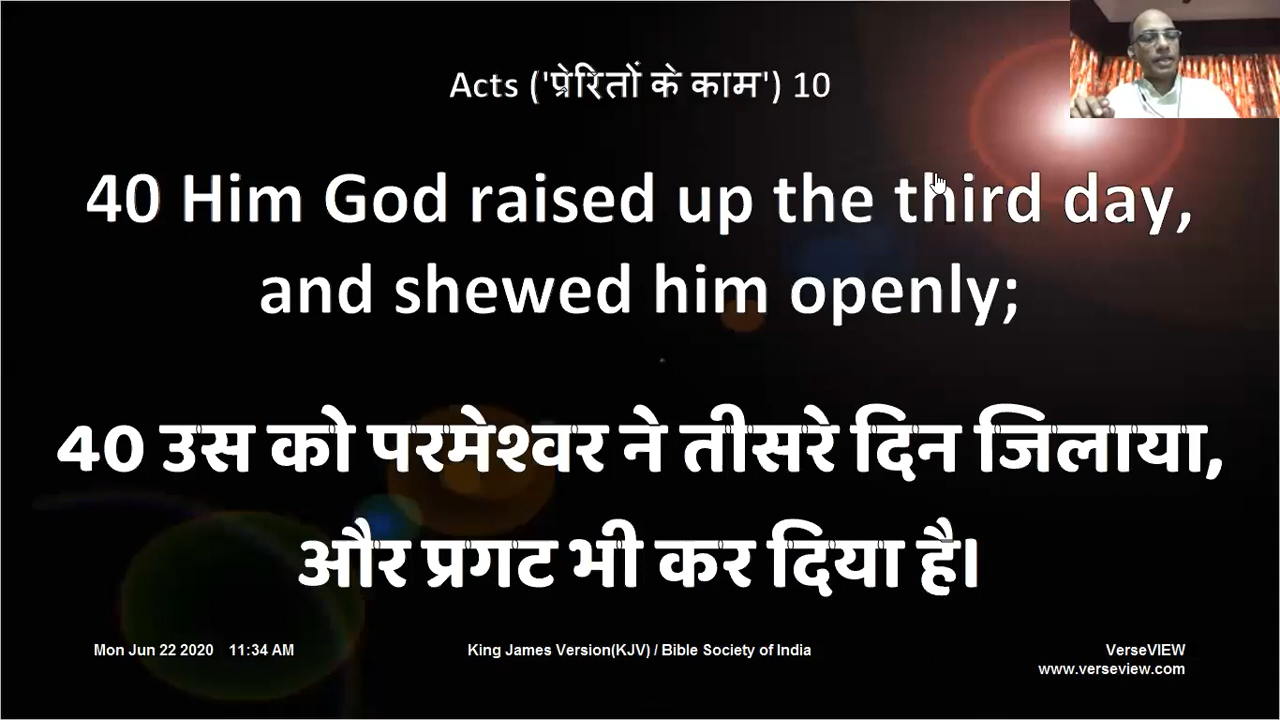 Acts ('प्रेरितों के काम') 10
40 Him God raised up the third day,
and shewed him openly;
40 उस को परमेश्वर ने तीसरे दिन जिलाया,
और प्रगट भी कर दिया है।
Mon Jun 22 2020 11:34 AM King James Version(KJV) / Bible Society of India VerseVIEW
www.verseview.com